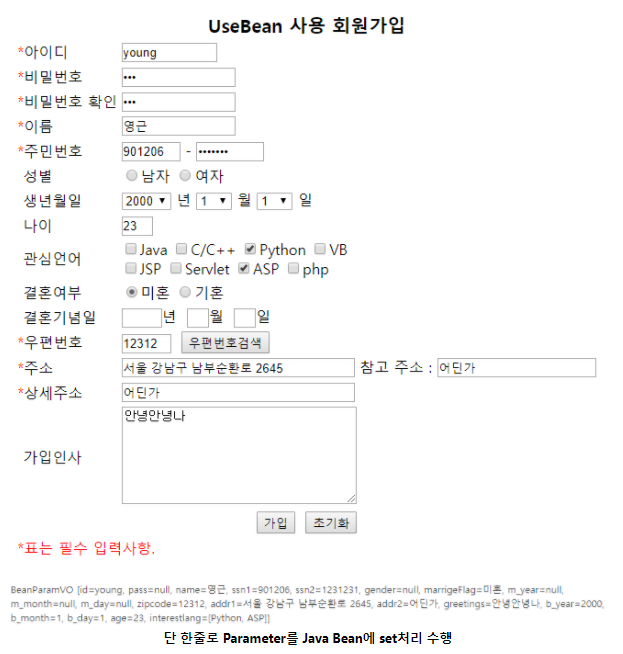 UseBean 사용 회원가입
*아이디 young
*비밀번호 •••
*비밀번호 확인 •••
*이름 영근
*주민번호 901206 - •••••••
성별 남자 여자
생년월일 2000 년 1 월 1 일
나이 23
관심언어 Java C/C++ Python VB
JSP Servlet ASP php
결혼여부 미혼 기혼
결혼기념일 년 월 일
*우편번호 12312 우편번호검색
*주소 서울 강남구 남부순환로 2645 참고 주소 : 어딘가
*상세주소 어딘가
가입인사 안녕안녕나
가입 초기화
*표는 필수 입력사항.
BeanParamVO [id=young, pass=null, name=영근, ssn1=901206, ssn2=1231231, gender=null, marrigeFlag=미혼, m_year=null,
m_month=null, m_day=null, zipcode=12312, addr1=서울 강남구 남부순환로 2645, addr2=어딘가, greetings=안녕안녕나, b_year=2000,
b_month=1, b_day=1, age=23, interestlang=[Python, ASP]]
단 한줄로 Parameter를 Java Bean에 set처리 수행